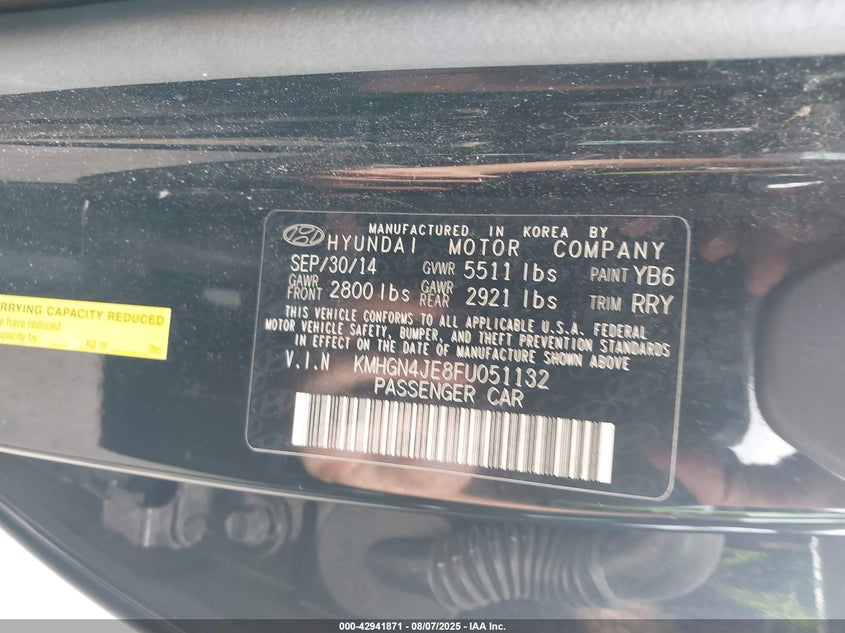 MANUFACTURED IN KOREA BY
HYUNDAI MOTOR COMPANY
SEP/30/14 GVWR 5511 lbs PAINT YB6
GAWR FRONT 2800 lbs GAWR REAR 2921 lbs TRIM RRY
THIS VEHICLE CONFORMS TO ALL APPLICABLE U.S.A. FEDERAL
MOTOR VEHICLE SAFETY, BUMPER, AND THEFT PREVENTION STANDARDS
IN EFFECT ON THE DATE OF MANUFACTURE SHOWN ABOVE
V.I.N KMHGN4JE8FU051132
PASSENGER CAR
RRYING CAPACITY REDUCED
e have reduced
pacity by kg or lbs
000-42941871 - 08/07/2025 - IAA Inc.